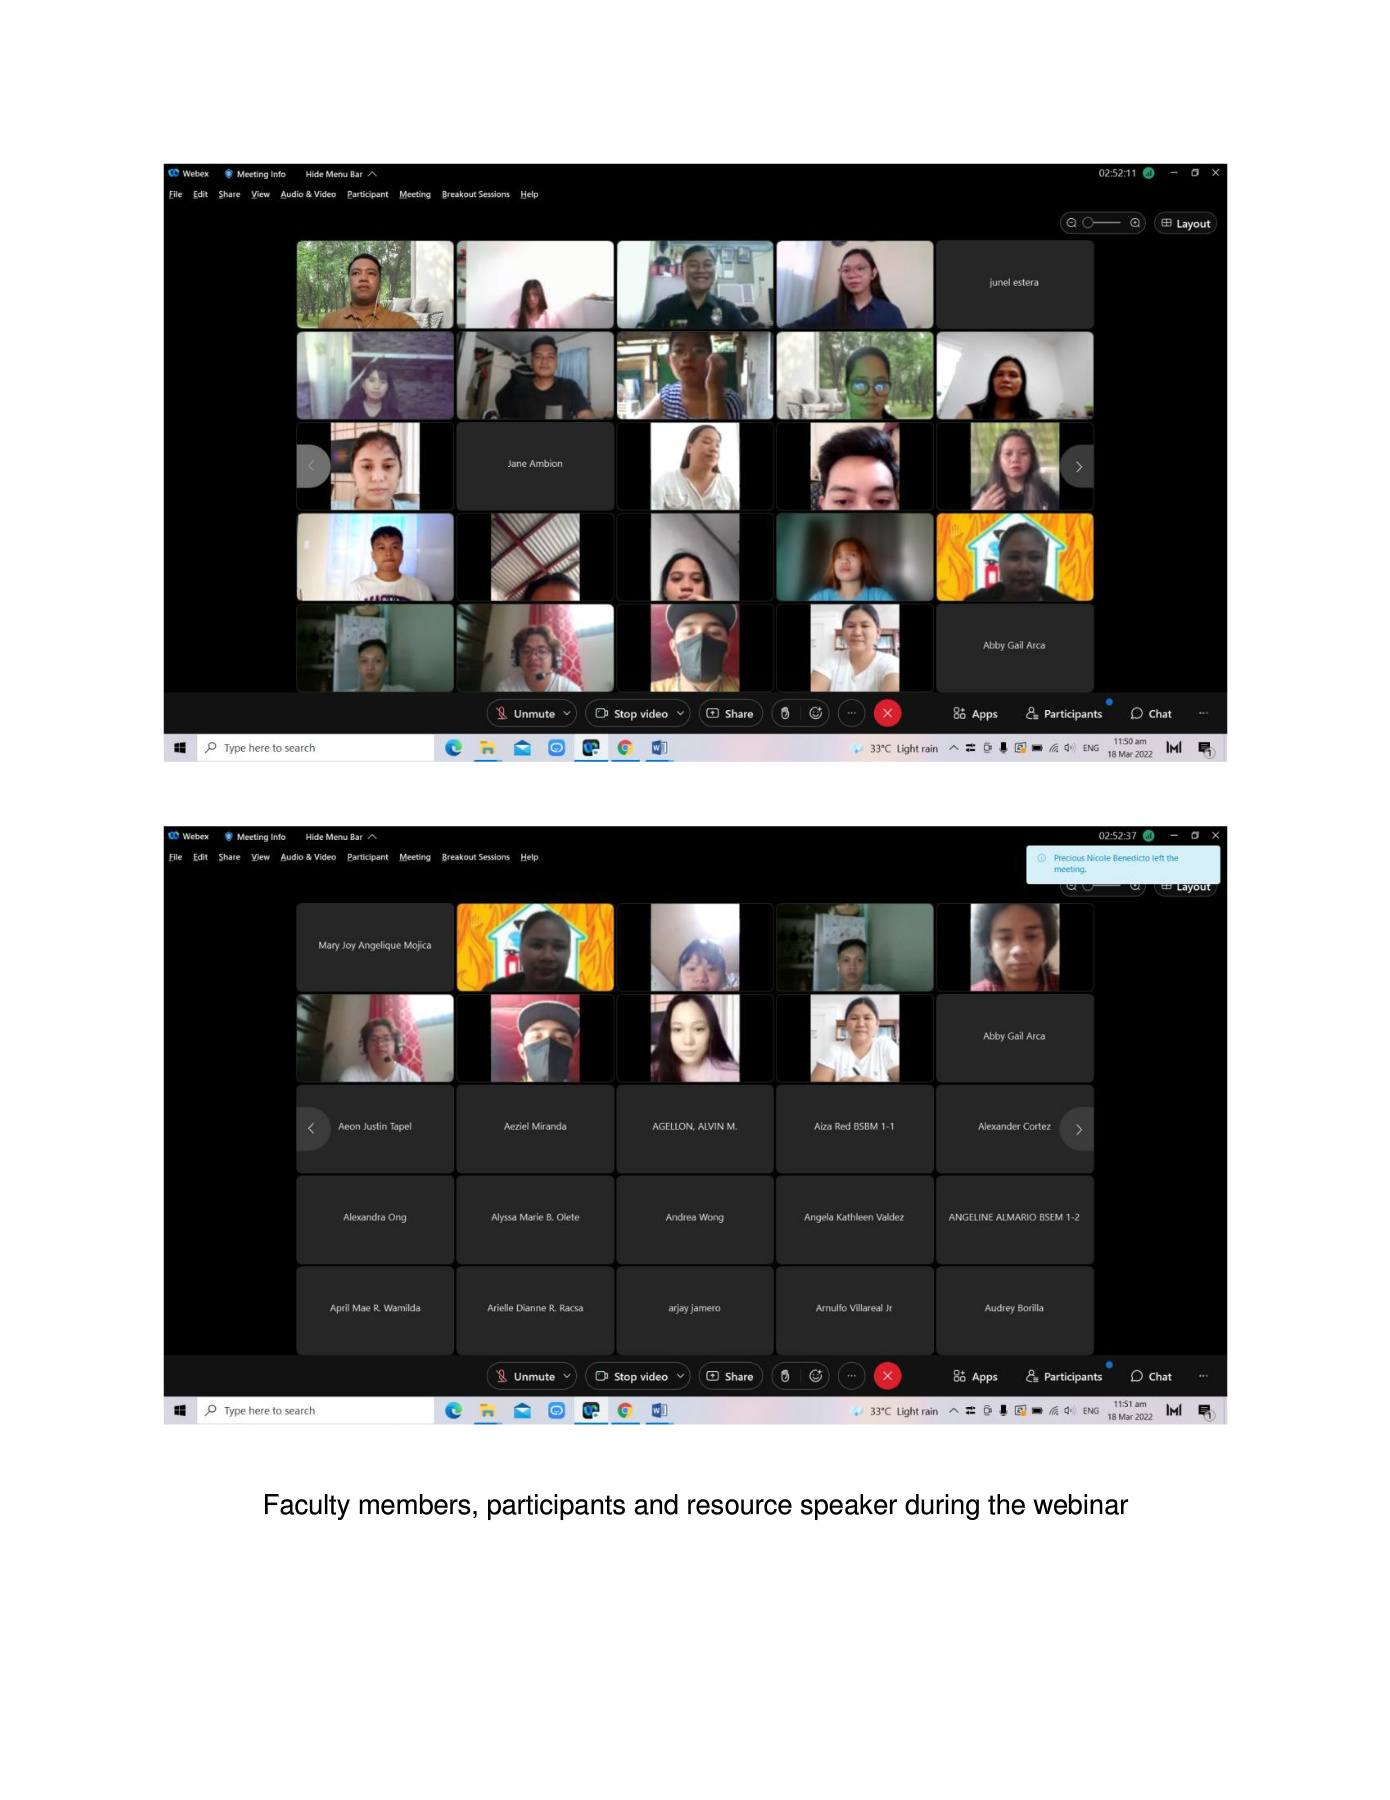 Webex Meeting Info Hide Menu Bar 02:52:11
File Edit Share View Audio & Video Participant Meeting Breakout Sessions Help
Layout
junel estera
Jane Ambion
Abby Gail Arca
Unmute Stop video Share Apps Participants Chat
Type here to search 33°C Light rain ENG 11:50 am
18 Mar 2022
Webex Meeting Info Hide Menu Bar 02:52:37
File Edit Share View Audio & Video Participant Meeting Breakout Sessions Help
Precious Nicole Benedicto left the
meeting.
Layout
Mary Joy Angelique Mojica
Abby Gail Arca
Aeon Justin Tapel Aeziel Miranda AGELLON, ALVIN M. Aiza Red BSBM 1-1 Alexander Cortez
Alexandra Ong Alyssa Marie B. Olete Andrea Wong Angela Kathleen Valdez ANGELINE ALMARIO BSEM 1-2
April Mae R. Wamilda Arielle Dianne R. Racsa arjay jamero Arnulfo Villareal Jr Audrey Borilla
Unmute Stop video Share Apps Participants Chat
Type here to search 33°C Light rain ENG 11:51 am
18 Mar 2022
Faculty members, participants and resource speaker during the webinar